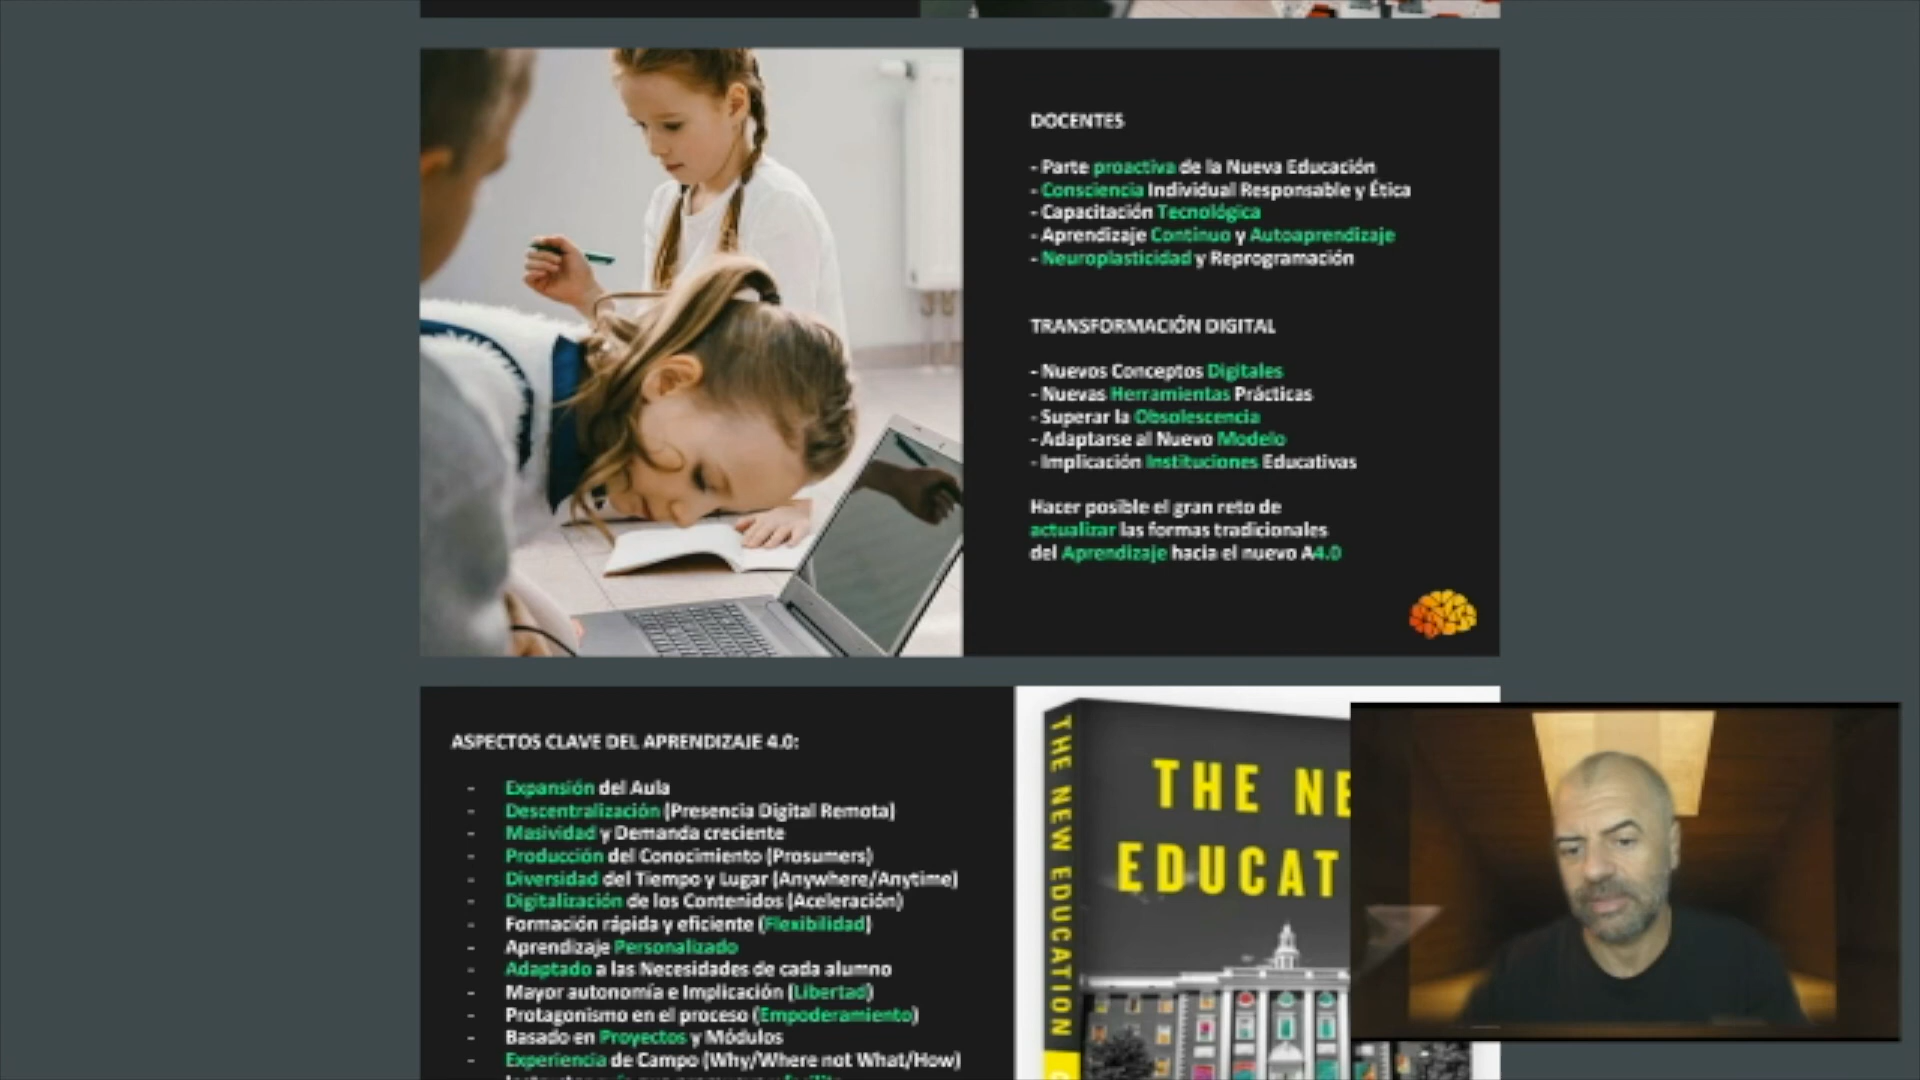 DOCENTES
- Parte proactiva de la Nueva Educación
- Consciencia Individual Responsable y Ética
- Capacitación Tecnológica
- Aprendizaje Continuo y Autoaprendizaje
- Neuroplasticidad y Reprogramación
TRANSFORMACIÓN DIGITAL
- Nuevos Conceptos Digitales
- Nuevas Herramientas Prácticas
- Superar la Obsolescencia
- Adaptarse al Nuevo Modelo
- Implicación Instituciones Educativas
Hacer posible el gran reto de
actualizar las formas tradicionales
del Aprendizaje hacia el nuevo A4.0
ASPECTOS CLAVE DEL APRENDIZAJE 4.0:
- Expansión del Aula
- Descentralización (Presencia Digital Remota)
- Masividad y Demanda creciente
- Producción del Conocimiento (Prosumers)
- Diversidad del Tiempo y Lugar (Anywhere/Anytime)
- Digitalización de los Contenidos (Aceleración)
- Formación rápida y eficiente (Flexibilidad)
- Aprendizaje Personalizado
- Adaptado a las Necesidades de cada alumno
- Mayor autonomía e Implicación (Libertad)
- Protagonismo en el proceso (Empoderamiento)
- Basado en Proyectos y Módulos
- Experiencia de Campo (Why/Where not What/How)
THE NEW EDUCATION
THE NE
EDUCAT